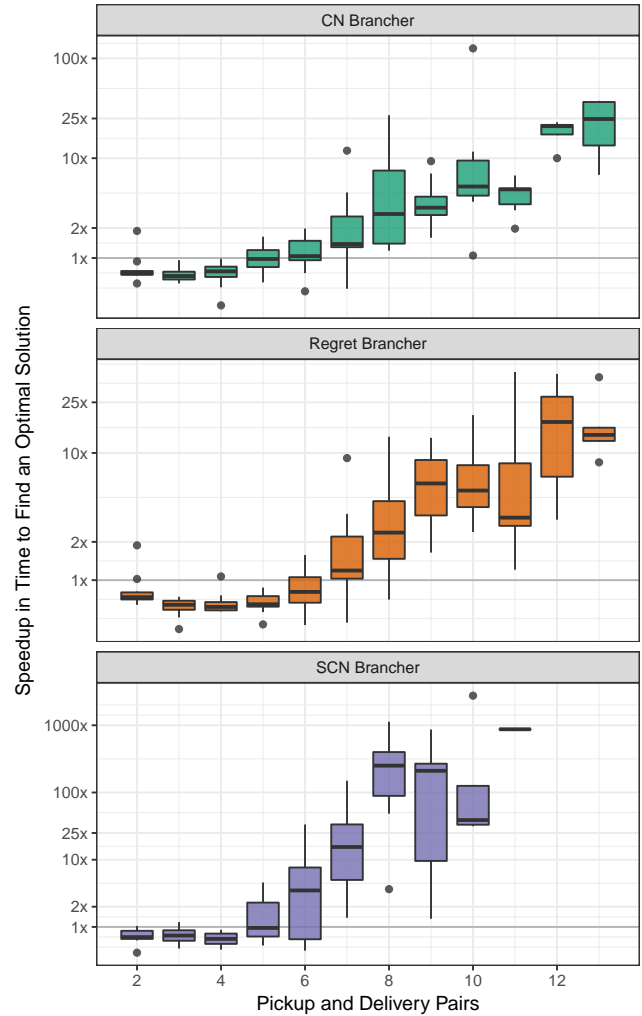 CN Brancher
100x
25x
10x
2x
1x
Regret Brancher
25x
10x
2x
1x
SCN Brancher
1000x
100x
25x
10x
2x
1x
2 4 6 8 10 12
Pickup and Delivery Pairs
Speedup in Time to Find an Optimal Solution